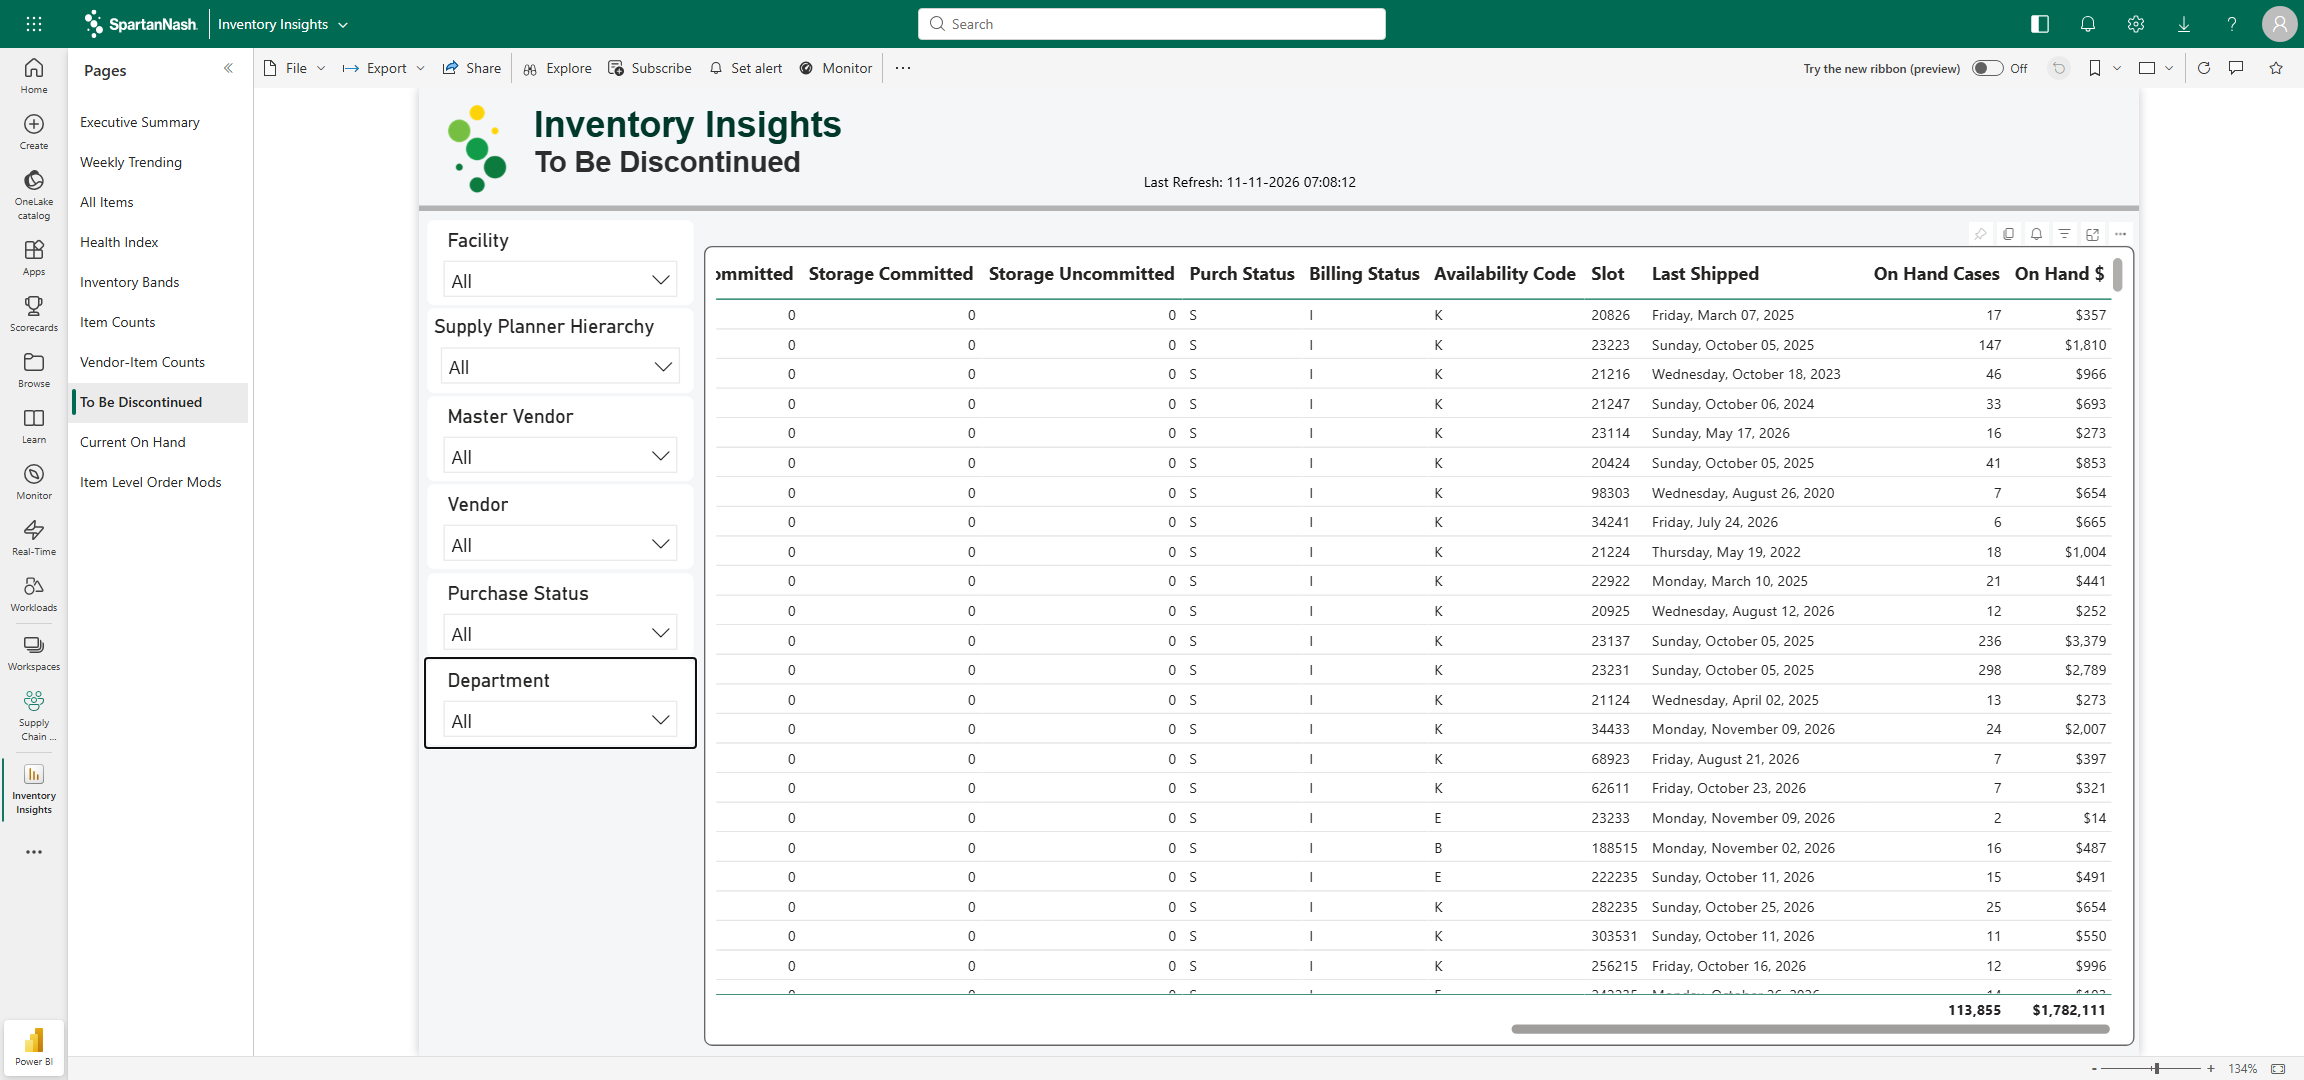 SpartanNash
Inventory Insights
Search
Home
Create
OneLake
catalog
Apps
Scorecards
Browse
Learn
Monitor
Real-Time
Workloads
Workspaces
Supply
Chain ...
Inventory
Insights
Power BI
Pages
Executive Summary
Weekly Trending
All Items
Health Index
Inventory Bands
Item Counts
Vendor-Item Counts
To Be Discontinued
Current On Hand
Item Level Order Mods
File Export Share Explore Subscribe Set alert Monitor
Try the new ribbon (preview) Off
Inventory Insights
To Be Discontinued
Last Refresh: 11-11-2026 07:08:12
Facility
All
Supply Planner Hierarchy
All
Master Vendor
All
Vendor
All
Purchase Status
All
Department
All
ommitted Storage Committed Storage Uncommitted Purch Status Billing Status Availability Code Slot Last Shipped On Hand Cases On Hand $
0 0 0 S I K 20826 Friday, March 07, 2025 17 $357
0 0 0 S I K 23223 Sunday, October 05, 2025 147 $1,810
0 0 0 S I K 21216 Wednesday, October 18, 2023 46 $966
0 0 0 S I K 21247 Sunday, October 06, 2024 33 $693
0 0 0 S I K 23114 Sunday, May 17, 2026 16 $273
0 0 0 S I K 20424 Sunday, October 05, 2025 41 $853
0 0 0 S I K 98303 Wednesday, August 26, 2020 7 $654
0 0 0 S I K 34241 Friday, July 24, 2026 6 $665
0 0 0 S I K 21224 Thursday, May 19, 2022 18 $1,004
0 0 0 S I K 22922 Monday, March 10, 2025 21 $441
0 0 0 S I K 20925 Wednesday, August 12, 2026 12 $252
0 0 0 S I K 23137 Sunday, October 05, 2025 236 $3,379
0 0 0 S I K 23231 Sunday, October 05, 2025 298 $2,789
0 0 0 S I K 21124 Wednesday, April 02, 2025 13 $273
0 0 0 S I K 34433 Monday, November 09, 2026 24 $2,007
0 0 0 S I K 68923 Friday, August 21, 2026 7 $397
0 0 0 S I K 62611 Friday, October 23, 2026 7 $321
0 0 0 S I E 23233 Monday, November 09, 2026 2 $14
0 0 0 S I B 188515 Monday, November 02, 2026 16 $487
0 0 0 S I E 222235 Sunday, October 11, 2026 15 $491
0 0 0 S I K 282235 Sunday, October 25, 2026 25 $654
0 0 0 S I K 303531 Sunday, October 11, 2026 11 $550
0 0 0 S I K 256215 Friday, October 16, 2026 12 $996
113,855 $1,782,111
- + 134%